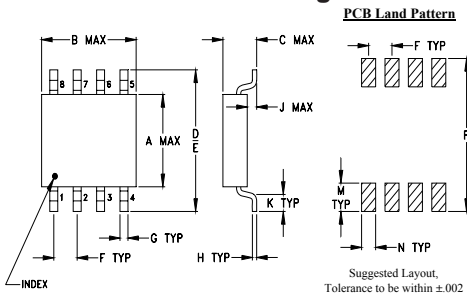 PCB Land Pattern
B MAX
C MAX
F TYP
8 7 6 5
J MAX
A MAX
D
E
M
TYP
K TYP
1 2 3 4
G TYP
H TYP
F TYP
N TYP
INDEX
Suggested Layout,
Tolerance to be within ±.002